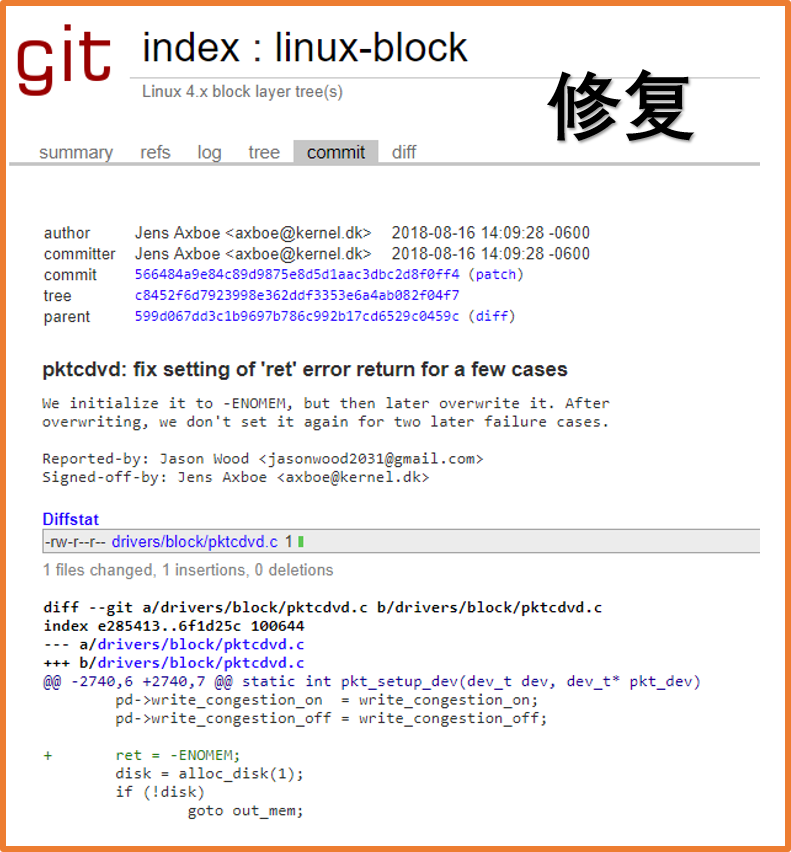 git
index : linux-block
Linux 4.x block layer tree(s)
修复
summary refs log tree commit diff
author Jens Axboe <axboe@kernel.dk> 2018-08-16 14:09:28 -0600
committer Jens Axboe <axboe@kernel.dk> 2018-08-16 14:09:28 -0600
commit 566484a9e84c89d9875e8d5d1aac3dbc2d8f0ff4 (patch)
tree c8452f6d7923998e362ddf3353e6a4ab082f04f7
parent 599d067dd3c1b9697b786c992b17cd6529c0459c (diff)
pktcdvd: fix setting of 'ret' error return for a few cases
We initialize it to -ENOMEM, but then later overwrite it. After
overwriting, we don't set it again for two later failure cases.
Reported-by: Jason Wood <jasonwood2031@gmail.com>
Signed-off-by: Jens Axboe <axboe@kernel.dk>
Diffstat
-rw-r--r-- drivers/block/pktcdvd.c 1
1 files changed, 1 insertions, 0 deletions
diff --git a/drivers/block/pktcdvd.c b/drivers/block/pktcdvd.c
index e285413..6f1d25c 100644
--- a/drivers/block/pktcdvd.c
+++ b/drivers/block/pktcdvd.c
@@ -2740,6 +2740,7 @@ static int pkt_setup_dev(dev_t dev, dev_t* pkt_dev)
pd->write_congestion_on  = write_congestion_on;
pd->write_congestion_off = write_congestion_off;
+ ret = -ENOMEM;
disk = alloc_disk(1);
if (!disk)
goto out_mem;